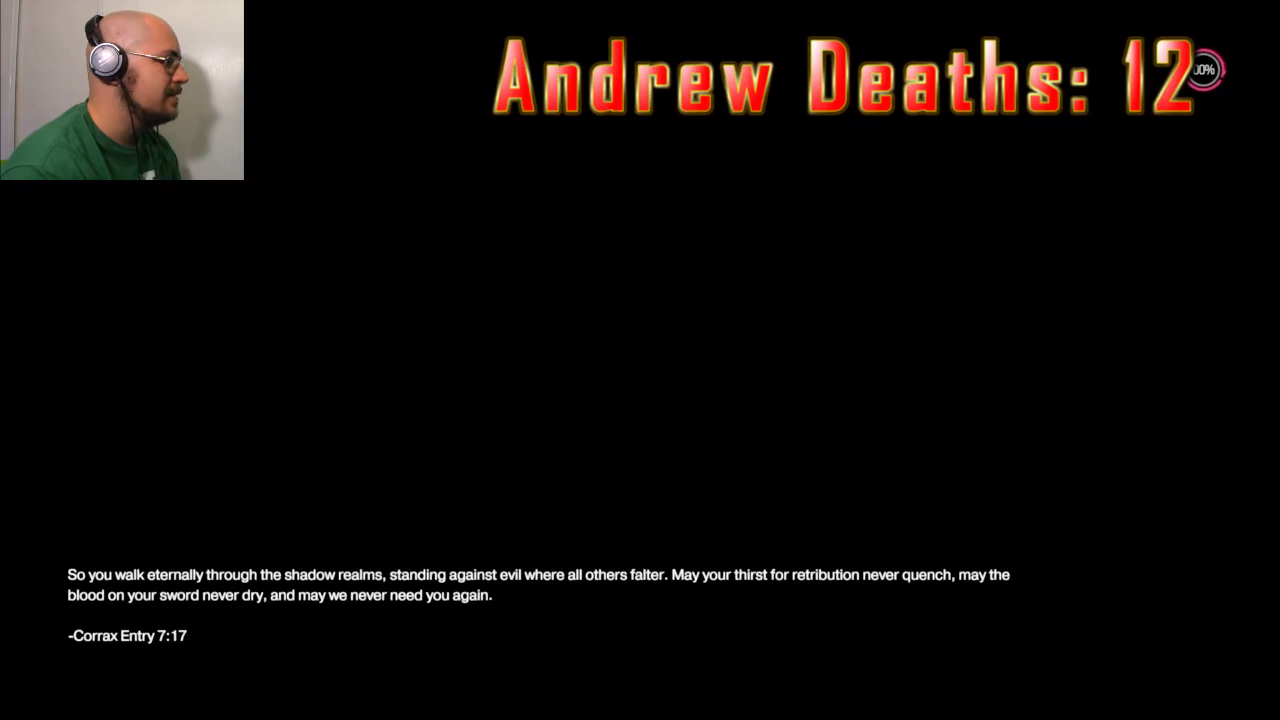 Andrew Deaths: 12
00%
So you walk eternally through the shadow realms, standing against evil where all others falter. May your thirst for retribution never quench, may the
blood on your sword never dry, and may we never need you again.
-Corrax Entry 7:17